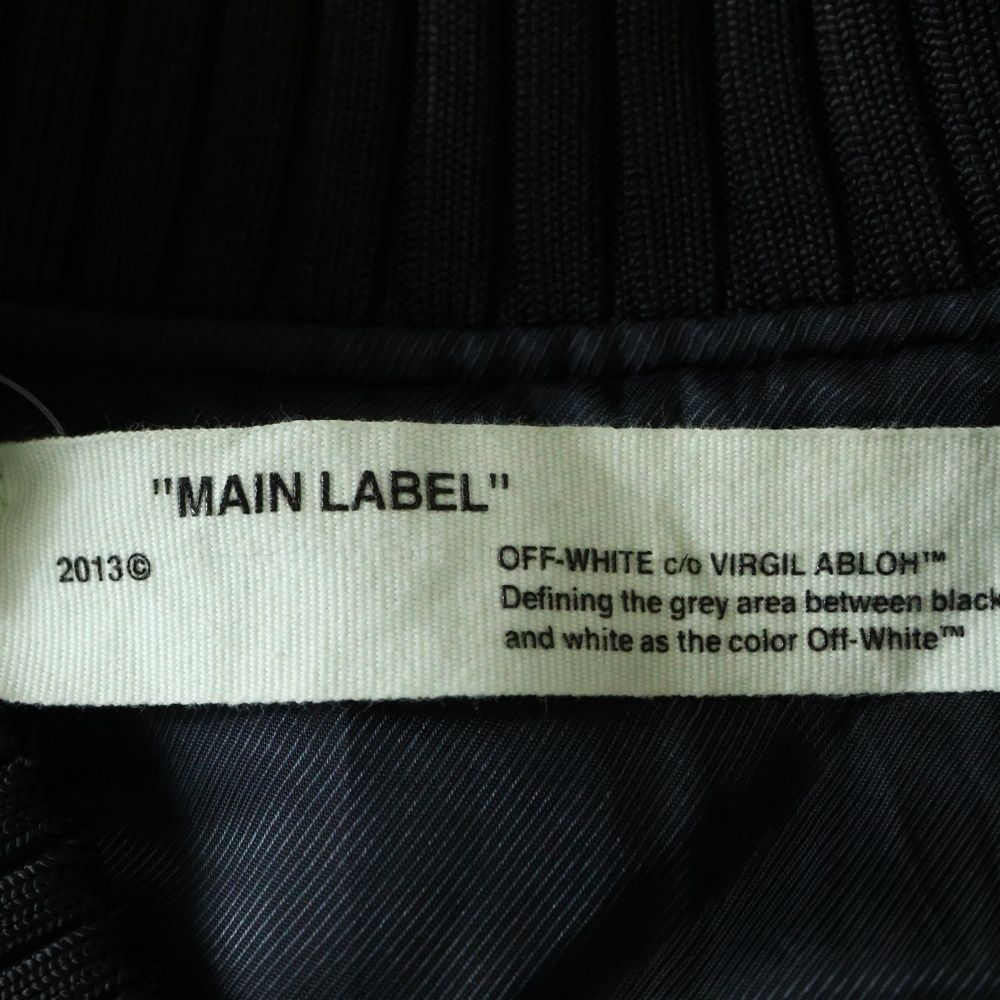 "MAIN LABEL"
2013©
OFF-WHITE c/o VIRGIL ABLOH™
Defining the grey area between black
and white as the color Off-White™